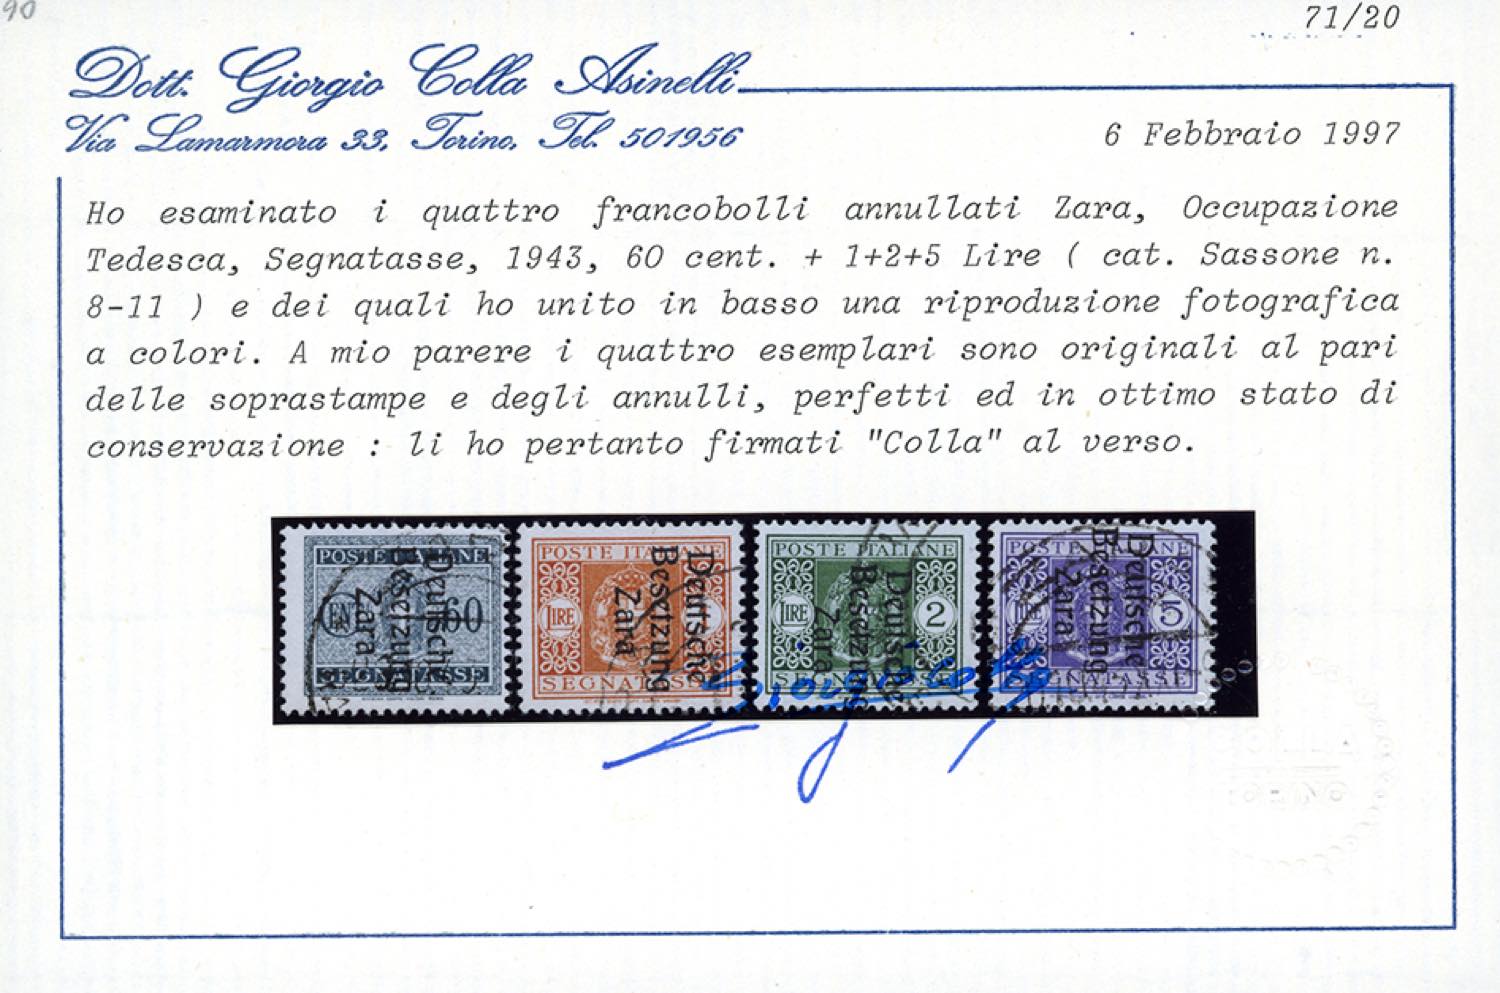 90
71/20
Dott. Giorgio Colla Asinelli
Via Lamarmora 33, Torino, Tel. 501956
6 Febbraio 1997
Ho esaminato i quattro francobolli annullati Zara, Occupazione
Tedesca, Segnatasse, 1943, 60 cent. + 1+2+5 Lire ( cat. Sassone n.
8-11 ) e dei quali ho unito in basso una riproduzione fotografica
a colori. A mio parere i quattro esemplari sono originali al pari
delle soprastampe e degli annulli, perfetti ed in ottimo stato di
conservazione : li ho pertanto firmati "Colla" al verso.
POSTE ITALIANE
60
SEGNATASSE
Deutsche
Besetzung
Zara
POSTE ITALIANE
LIRE
SEGNATASSE
Deutsche
Besetzung
Zara
POSTE ITALIANE
LIRE 2
SEGNATASSE
Deutsche
Besetzung
Zara
POSTE ITALIANE
LIRE 5
SEGNATASSE
Deutsche
Besetzung
Zara